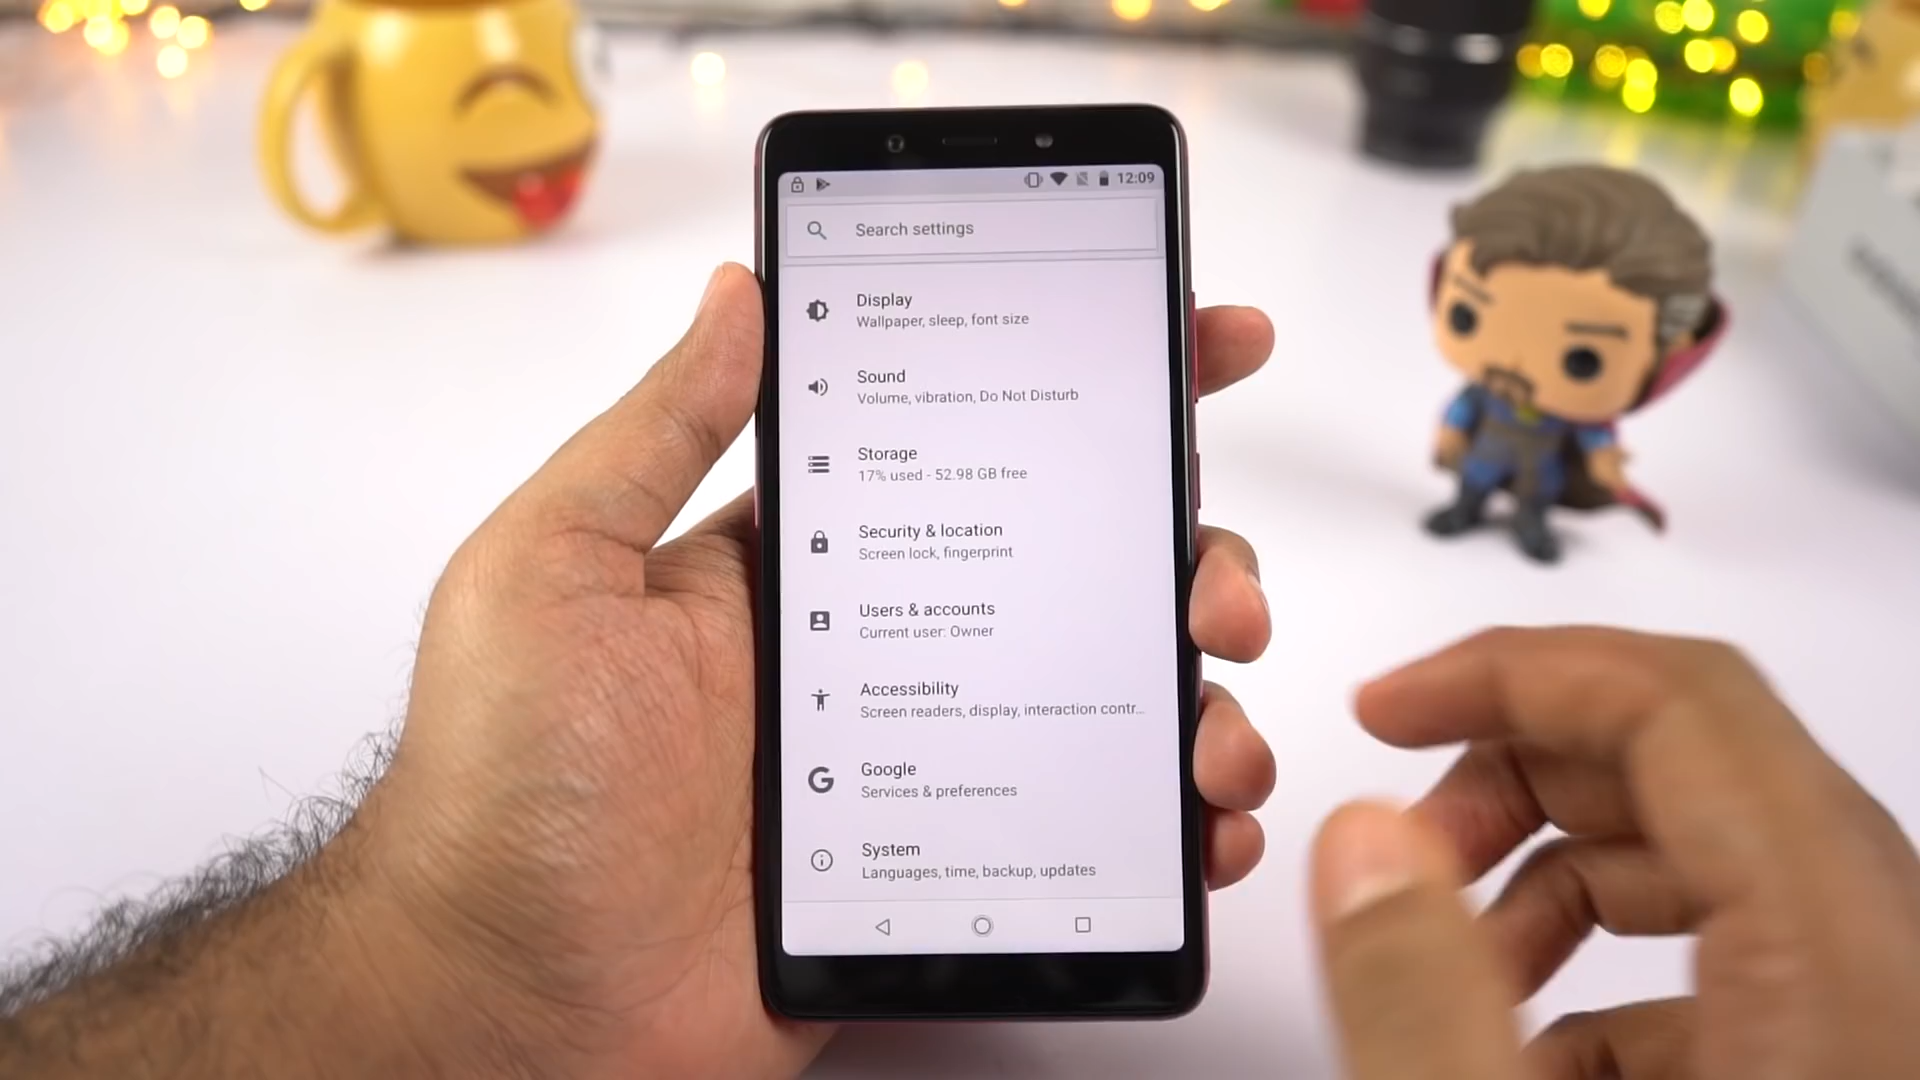 12:09
Search settings
Display
Wallpaper, sleep, font size
Sound
Volume, vibration, Do Not Disturb
Storage
17% used - 52.98 GB free
Security & location
Screen lock, fingerprint
Users & accounts
Current user: Owner
Accessibility
Screen readers, display, interaction contr...
Google
Services & preferences
System
Languages, time, backup, updates